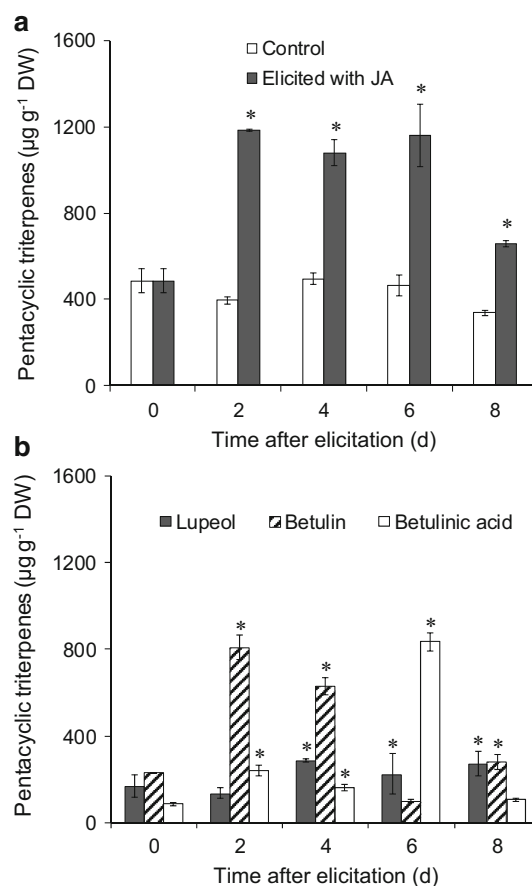 a
Pentacyclic triterpenes (µg g⁻¹ DW)
1600
1200
800
400
0
Control
Elicited with JA
*
*
*
*
0 2 4 6 8
Time after elicitation (d)
b
Pentacyclic triterpenes (µg g⁻¹ DW)
1600
1200
800
400
0
Lupeol Betulin Betulinic acid
*
*
*
*
*
*
*
* *
0 2 4 6 8
Time after elicitation (d)